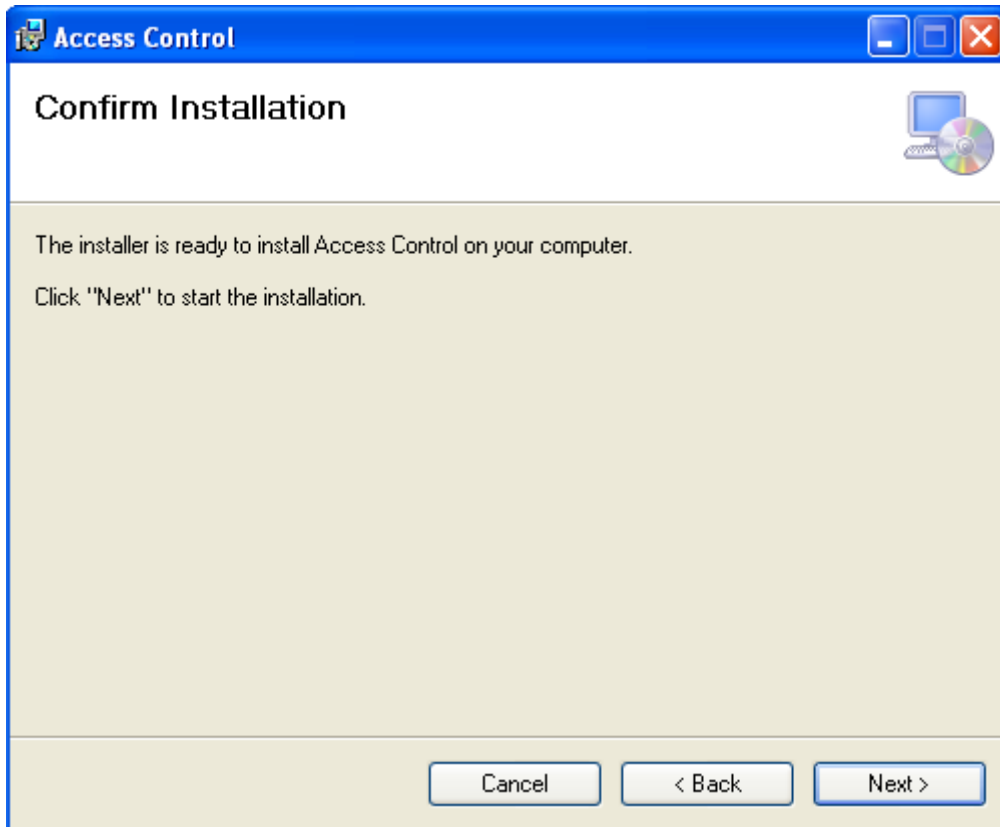 Access Control
Confirm Installation
The installer is ready to install Access Control on your computer.
Click "Next" to start the installation.
Cancel
< Back
Next >